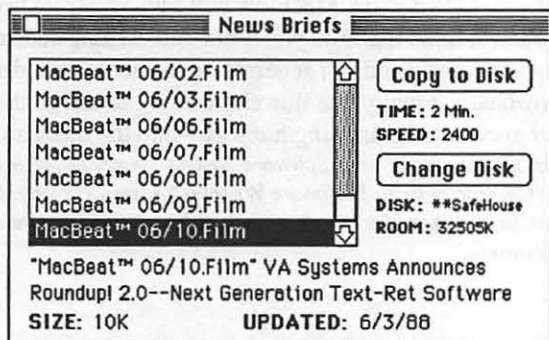 News Briefs
MacBeat™ 06/02.Film
MacBeat™ 06/03.Film
MacBeat™ 06/06.Film
MacBeat™ 06/07.Film
MacBeat™ 06/08.Film
MacBeat™ 06/09.Film
MacBeat™ 06/10.Film
Copy to Disk
TIME: 2 Min.
SPEED: 2400
Change Disk
DISK: **SafeHouse
ROOM: 32505K
"MacBeat™ 06/10.Film" VA Systems Announces
Roundup! 2.0--Next Generation Text-Ret Software
SIZE: 10K UPDATED: 6/3/88